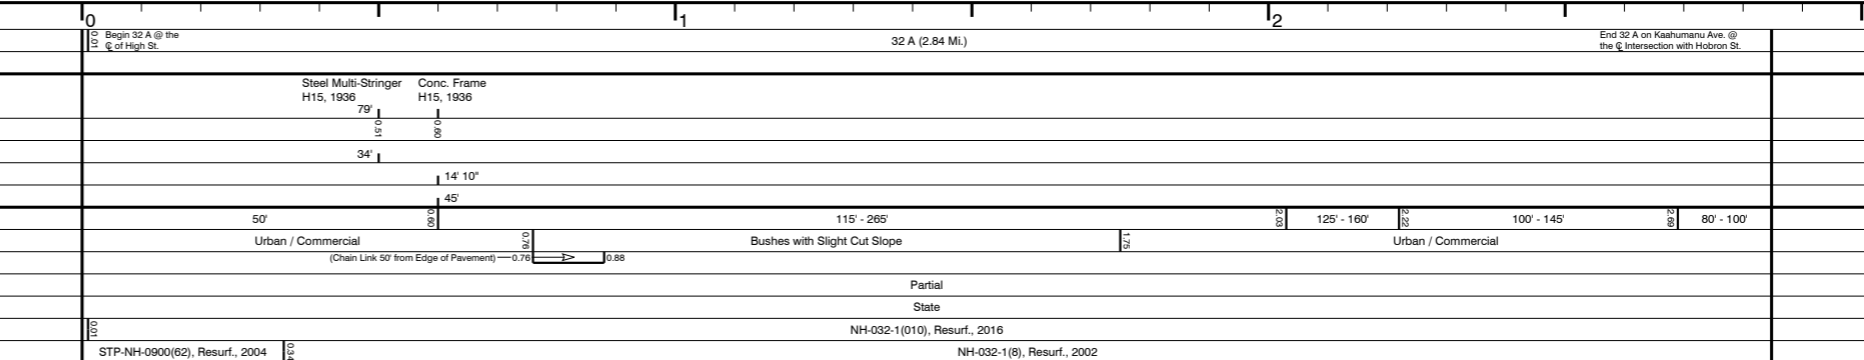 0 1 2
0.01 Begin 32 A @ the
℄ of High St.
32 A (2.84 Mi.)
End 32 A on Kaahumanu Ave. @
the ℄ Intersection with Hobron St.
Steel Multi-Stringer Conc. Frame
H15, 1936 H15, 1936
79'
0.51 0.60
34'
14' 10"
45'
50' 0.60 115' - 265' 2.03 125' - 160' 2.22 100' - 145' 2.69 80' - 100'
Urban / Commercial 0.76 Bushes with Slight Cut Slope 1.75 Urban / Commercial
(Chain Link 50' from Edge of Pavement) 0.76 0.88
Partial
State
0.01 NH-032-1(010), Resurf., 2016
STP-NH-0900(62), Resurf., 2004 0.34 NH-032-1(8), Resurf., 2002